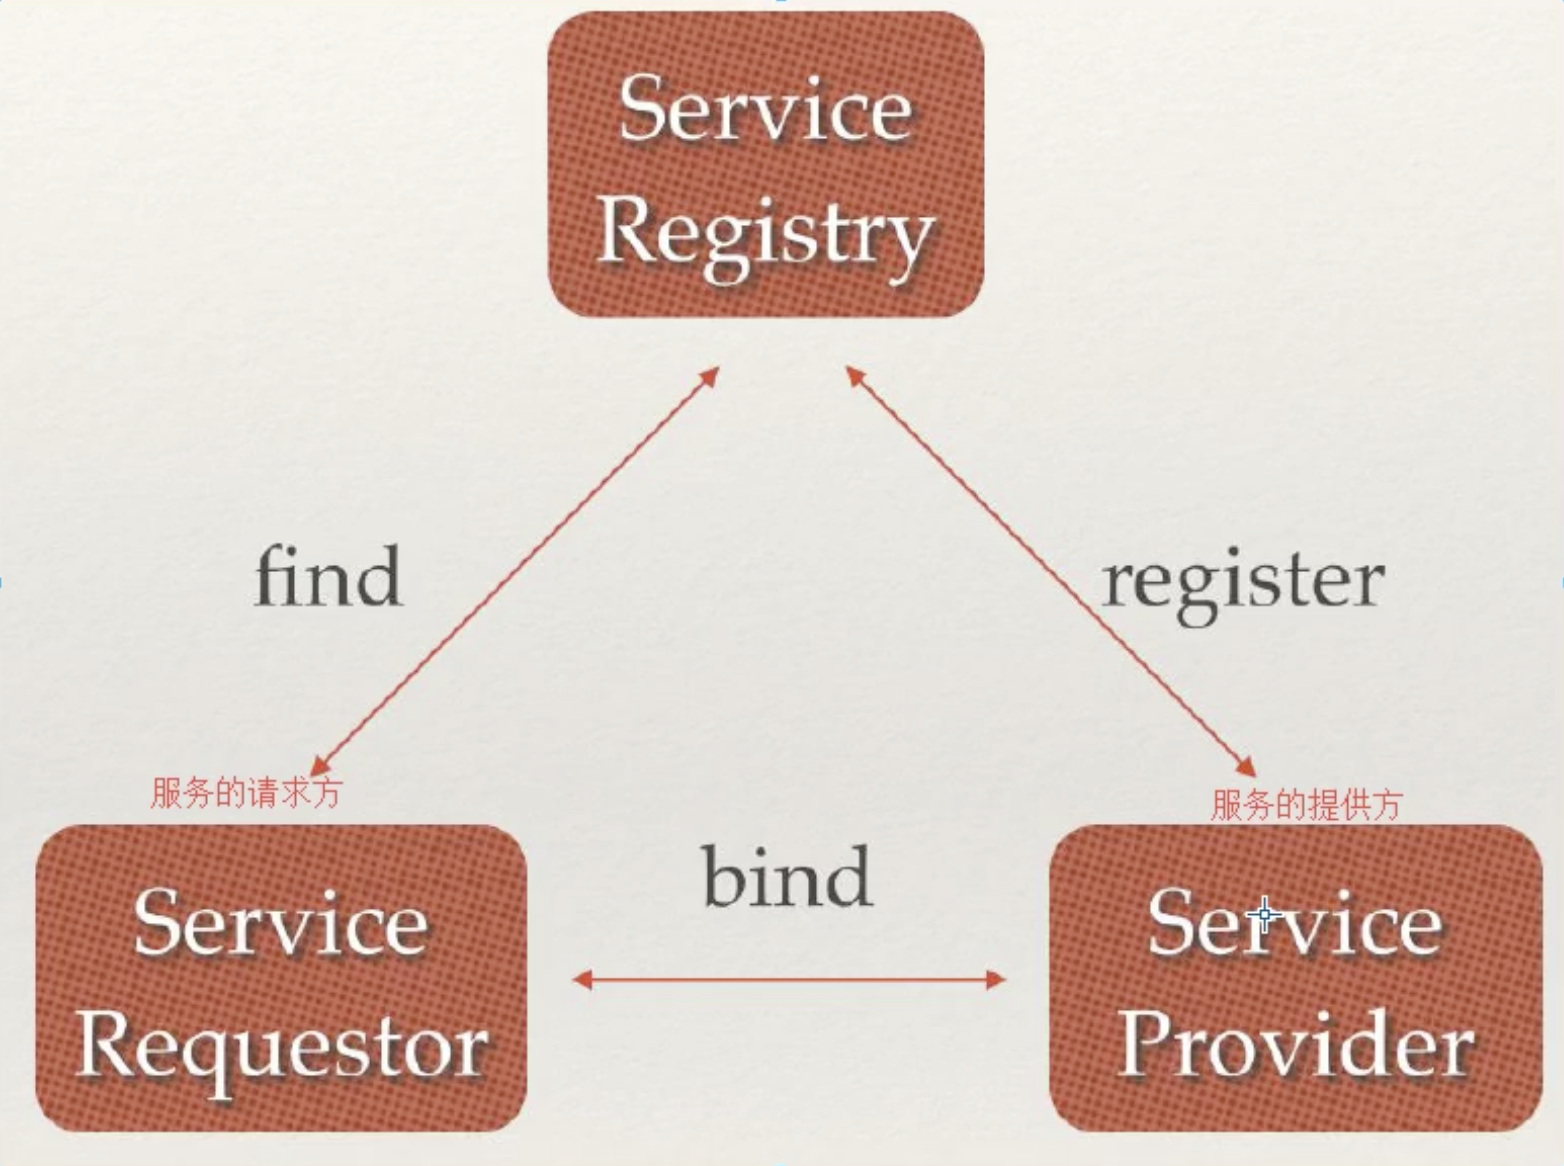 Service
Registry
find
register
服务的请求方
服务的提供方
bind
Service
Requestor
Service
Provider